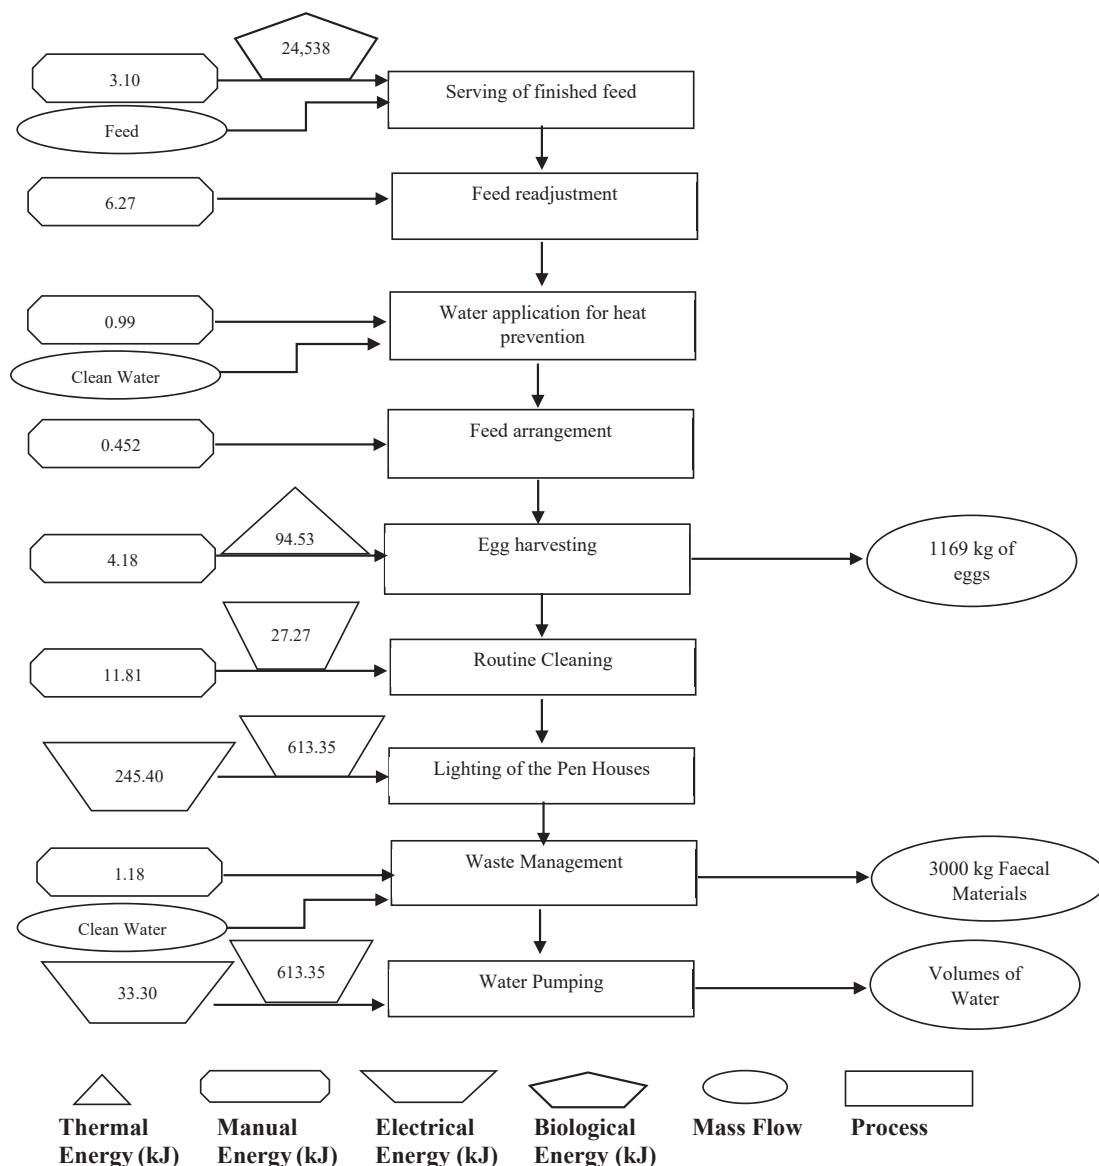 24,538
3.10
Serving of finished feed
Feed
6.27
Feed readjustment
0.99
Water application for heat
prevention
Clean Water
0.452
Feed arrangement
94.53
4.18
Egg harvesting
1169 kg of
eggs
27.27
11.81
Routine Cleaning
613.35
245.40
Lighting of the Pen Houses
1.18
Waste Management
3000 kg Faecal
Materials
Clean Water
613.35
33.30
Water Pumping
Volumes of
Water
Thermal
Energy (kJ)
Manual
Energy (kJ)
Electrical
Energy (kJ)
Biological
Energy (kJ)
Mass Flow
Process